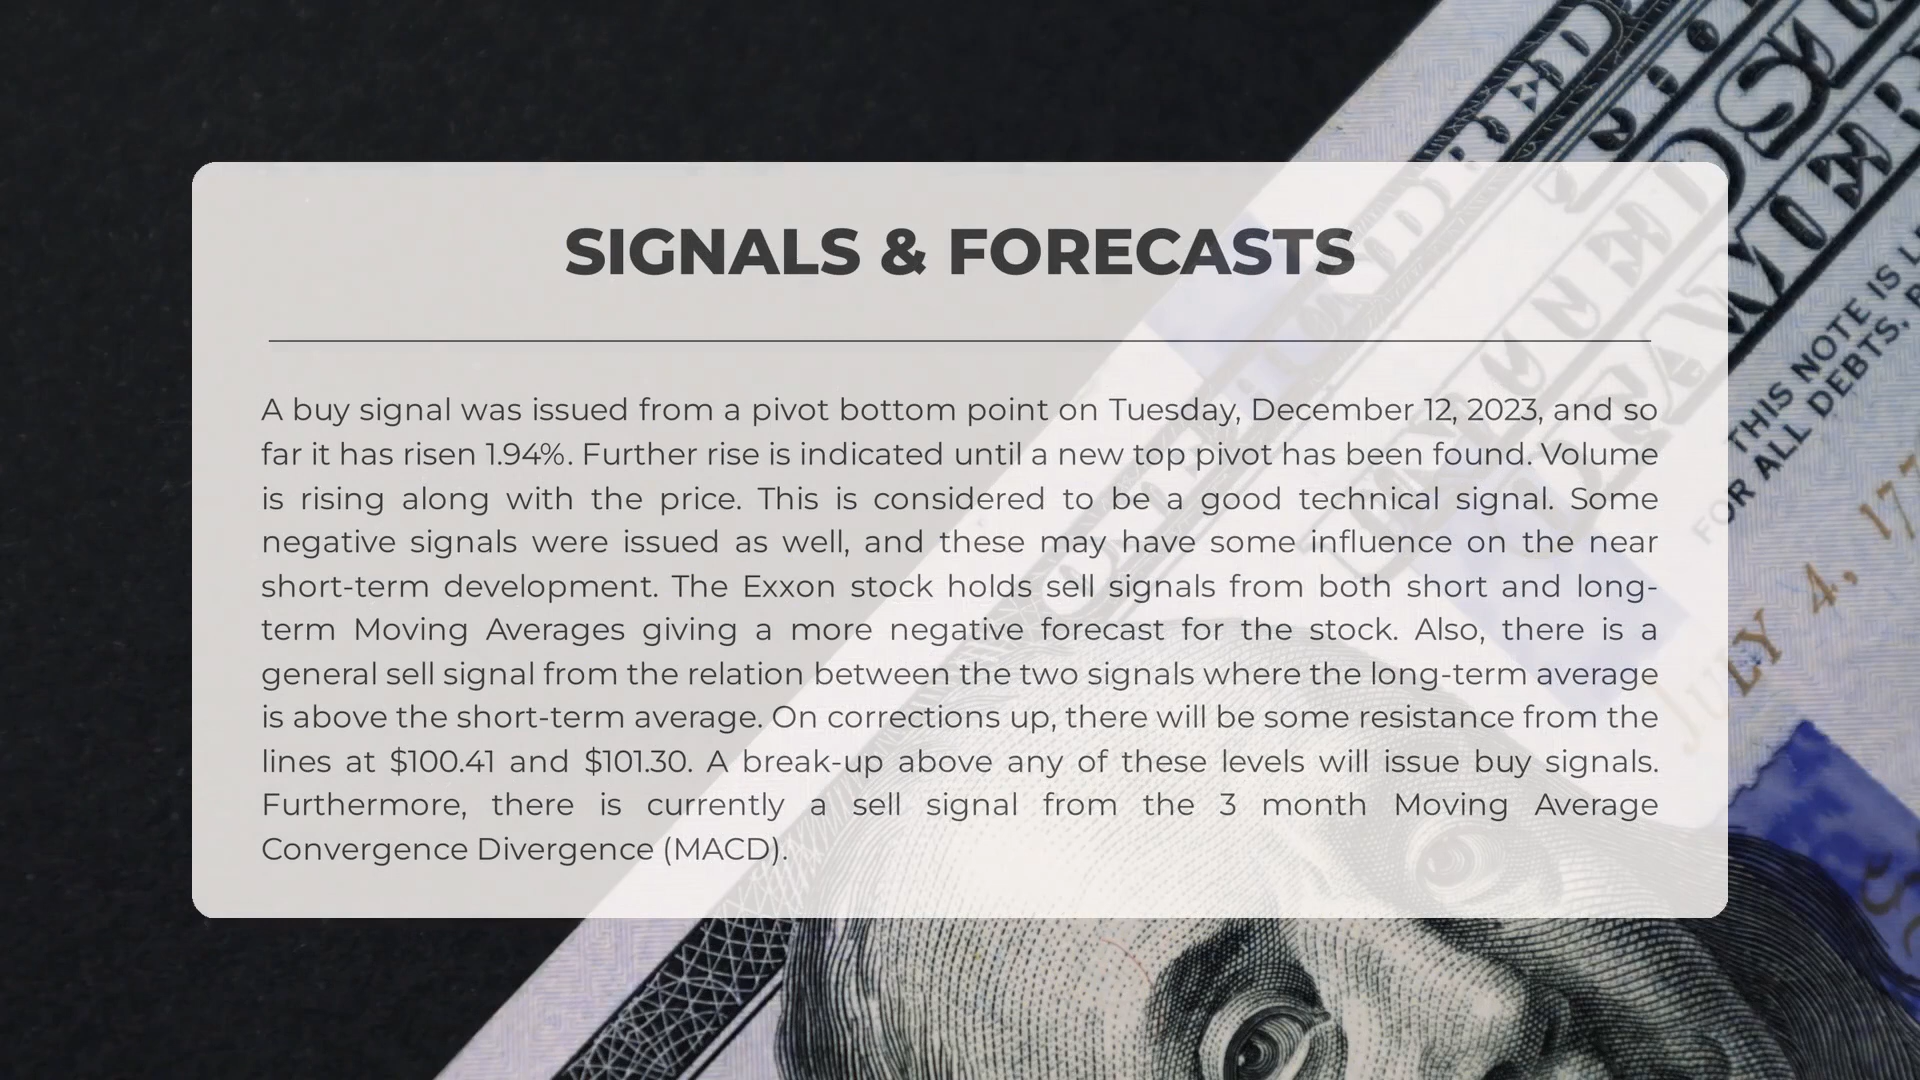 SIGNALS & FORECASTS
A buy signal was issued from a pivot bottom point on Tuesday, December 12, 2023, and so
far it has risen 1.94%. Further rise is indicated until a new top pivot has been found. Volume
is rising along with the price. This is considered to be a good technical signal. Some
negative signals were issued as well, and these may have some influence on the near
short-term development. The Exxon stock holds sell signals from both short and long-
term Moving Averages giving a more negative forecast for the stock. Also, there is a
general sell signal from the relation between the two signals where the long-term average
is above the short-term average. On corrections up, there will be some resistance from the
lines at $100.41 and $101.30. A break-up above any of these levels will issue buy signals.
Furthermore, there is currently a sell signal from the 3 month Moving Average
Convergence Divergence (MACD).
THIS NOTE IS
FOR ALL DEBTS,
JULY 4,